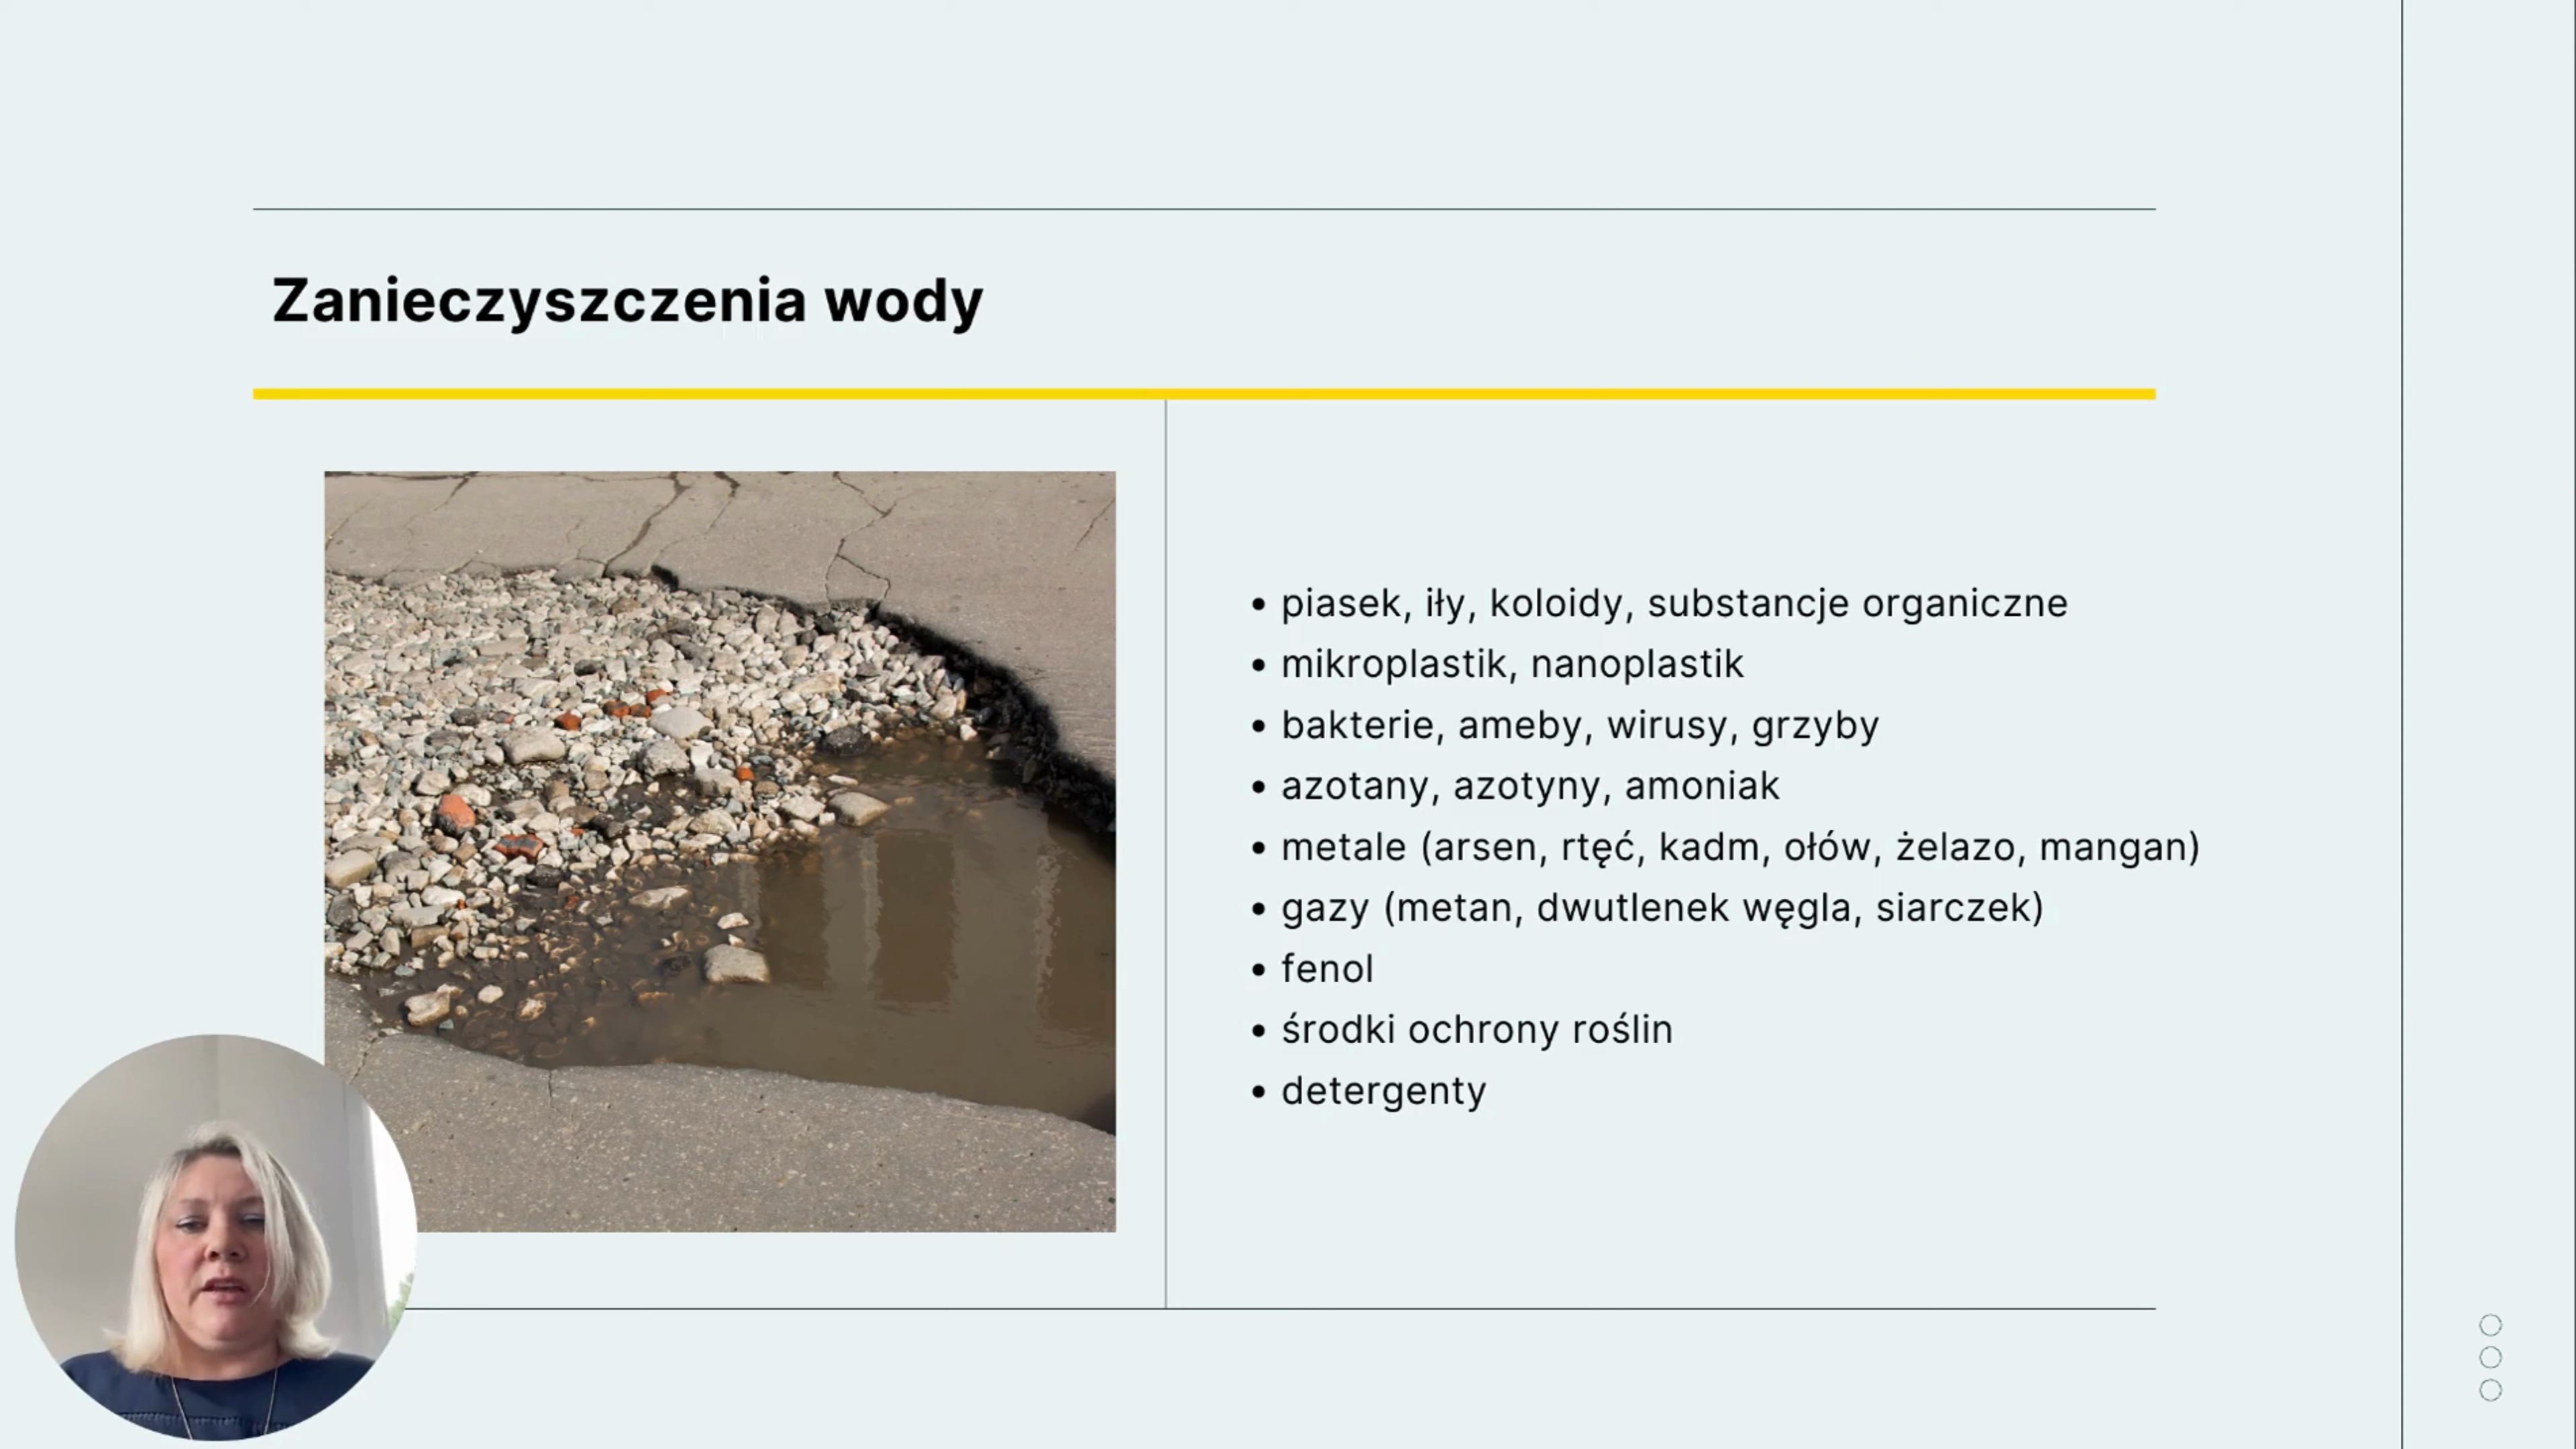 Zanieczyszczenia wody
• piasek, iły, koloidy, substancje organiczne
• mikroplastik, nanoplastik
• bakterie, ameby, wirusy, grzyby
• azotany, azotyny, amoniak
• metale (arsen, rtęć, kadm, ołów, żelazo, mangan)
• gazy (metan, dwutlenek węgla, siarczek)
• fenol
• środki ochrony roślin
• detergenty